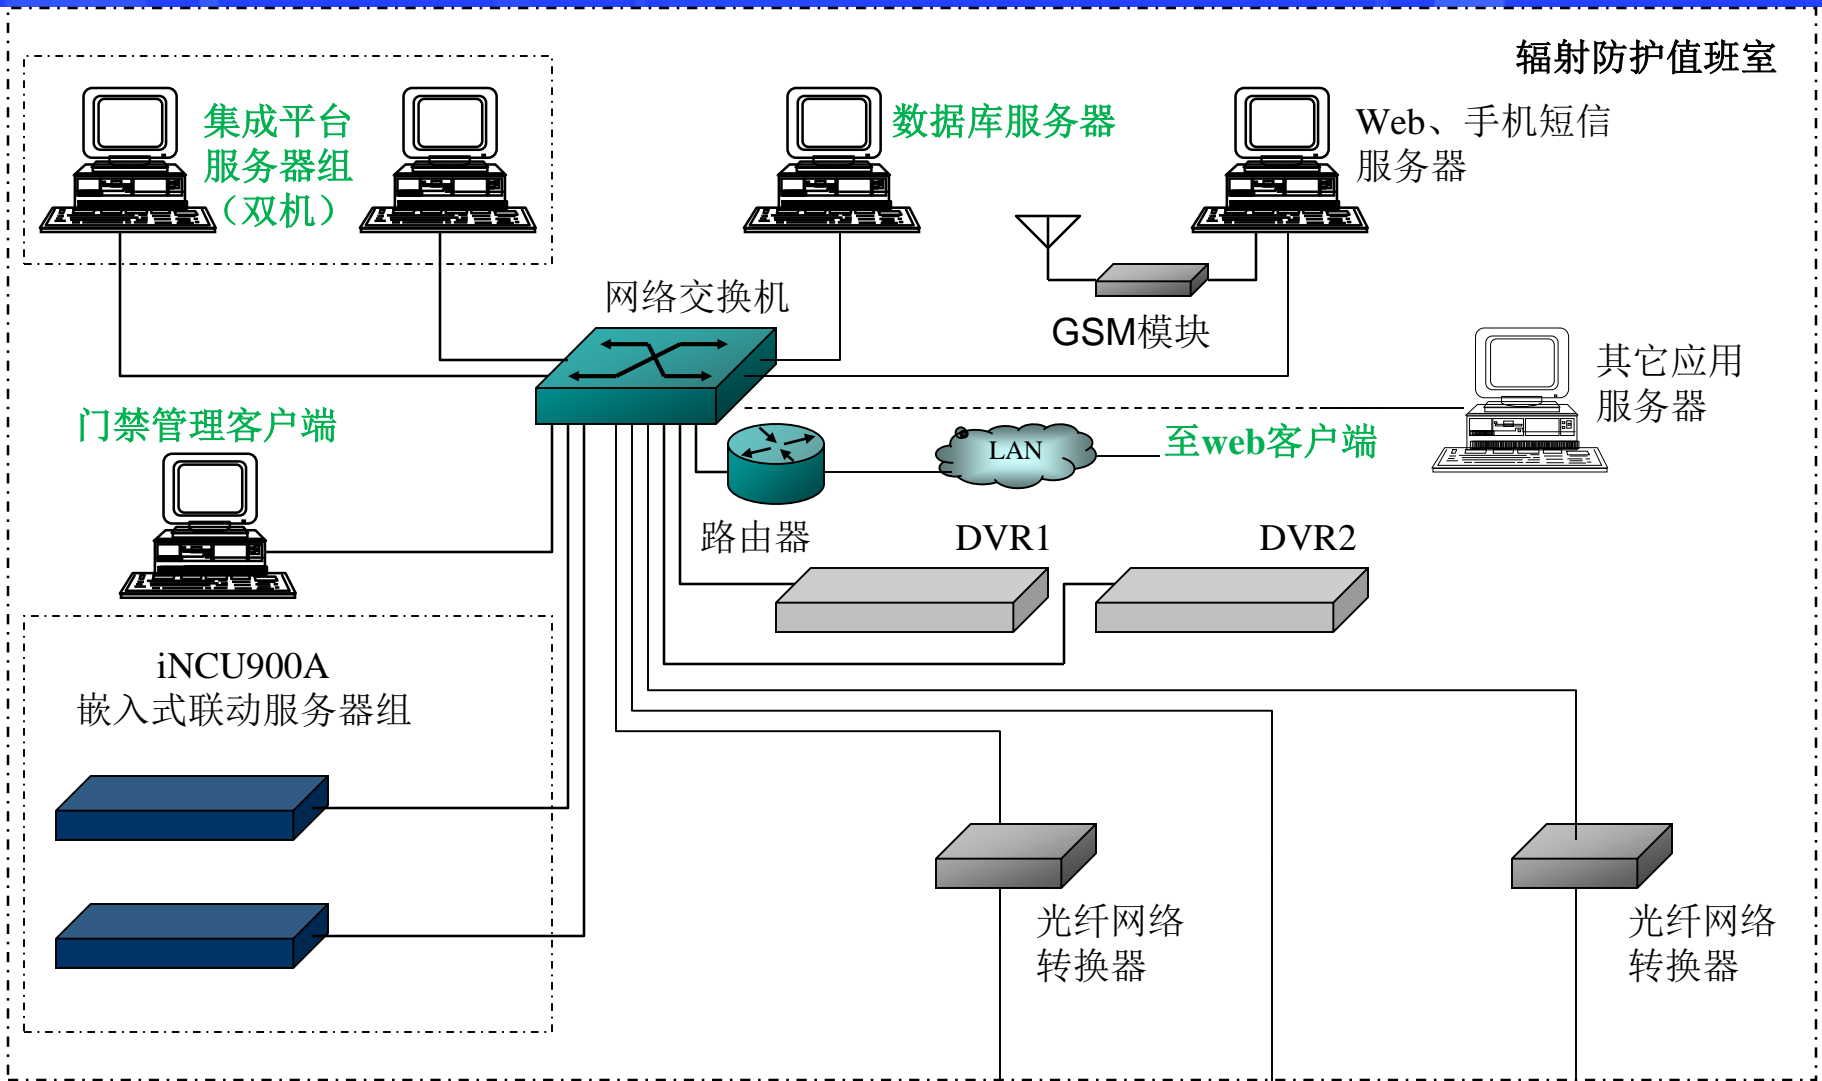 辐射防护值班室
集成平台
服务器组
（双机）
数据库服务器
Web、手机短信
服务器
网络交换机
GSM模块
其它应用
服务器
门禁管理客户端
LAN
至web客户端
路由器
DVR1
DVR2
iNCU900A
嵌入式联动服务器组
光纤网络
转换器
光纤网络
转换器